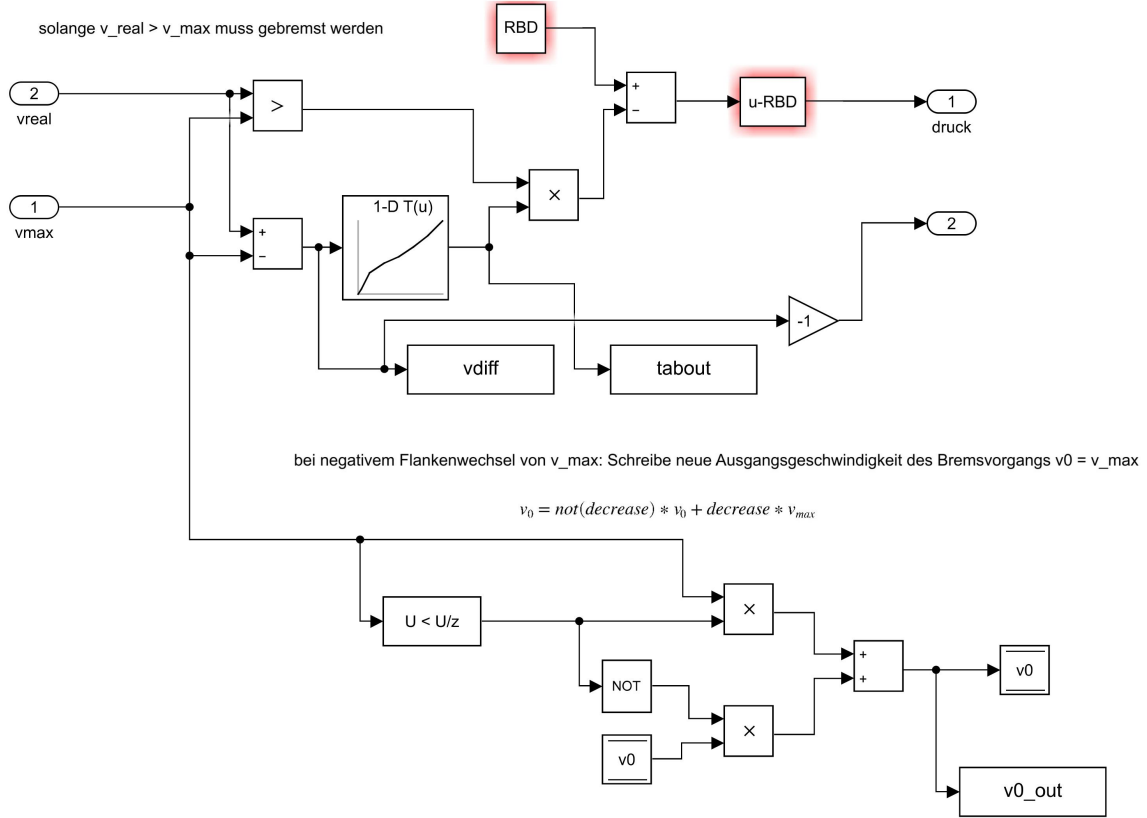 solange v_real > v_max muss gebremst werden
RBD
2
vreal
>
+
−
u-RBD
1
druck
1
vmax
+
−
1-D T(u)
×
2
-1
vdiff
tabout
bei negativem Flankenwechsel von v_max: Schreibe neue Ausgangsgeschwindigkeit des Bremsvorgangs v0 = v_max
v₀ = not(decrease) * v₀ + decrease * vₘₐₓ
U < U/z
×
+
+
NOT
v0
×
v0
v0_out